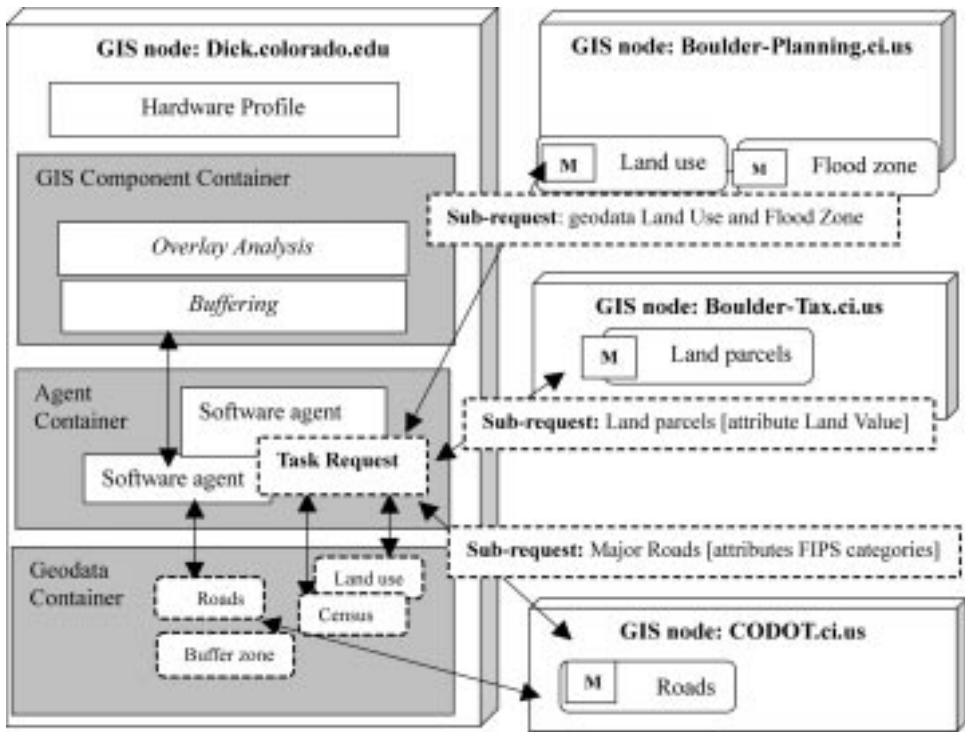 GIS node: Dick.colorado.edu
Hardware Profile
GIS Component Container
Overlay Analysis
Buffering
Agent
Container
Software agent
Task Request
Software agent
Geodata
Container
Land use
Roads
Census
Buffer zone
GIS node: Boulder-Planning.ci.us
M
Land use
M
Flood zone
Sub-request: geodata Land Use and Flood Zone
GIS node: Boulder-Tax.ci.us
M
Land parcels
Sub-request: Land parcels [attribute Land Value]
Sub-request: Major Roads [attributes FIPS categories]
GIS node: CODOT.ci.us
M
Roads